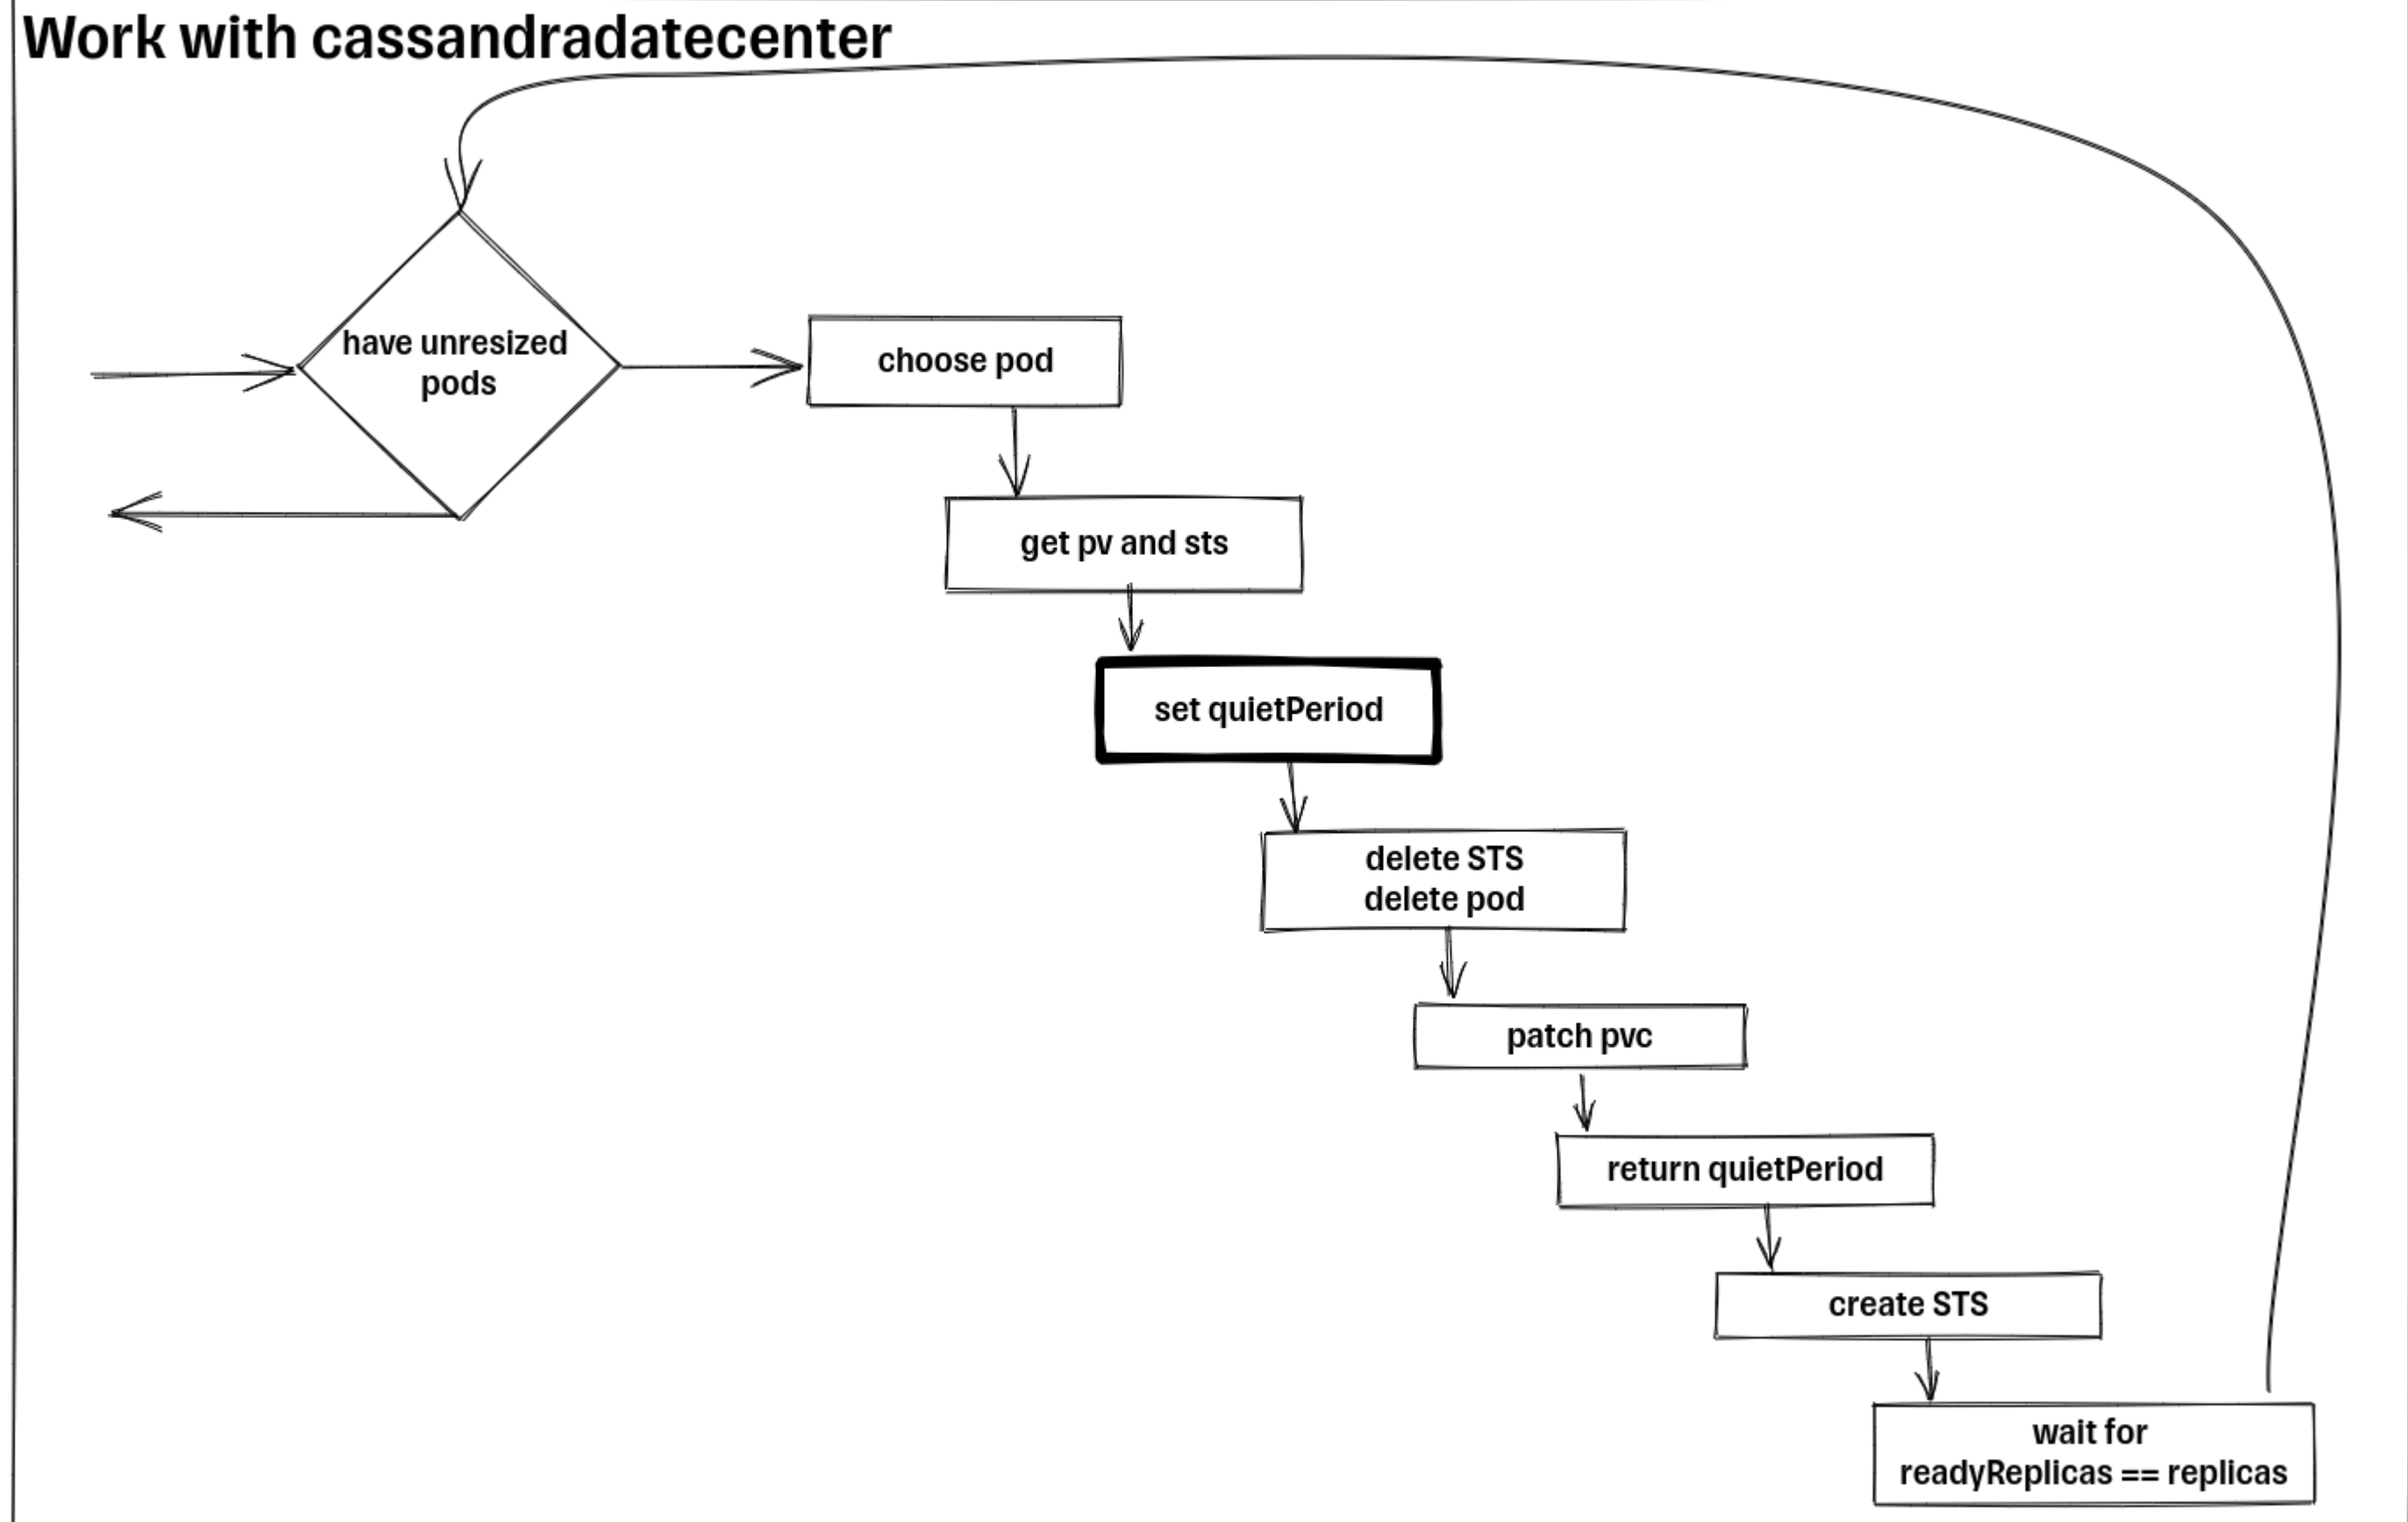 Work with cassandradatecenter
have unresized
pods
choose pod
get pv and sts
set quietPeriod
delete STS
delete pod
patch pvc
return quietPeriod
create STS
wait for
readyReplicas == replicas